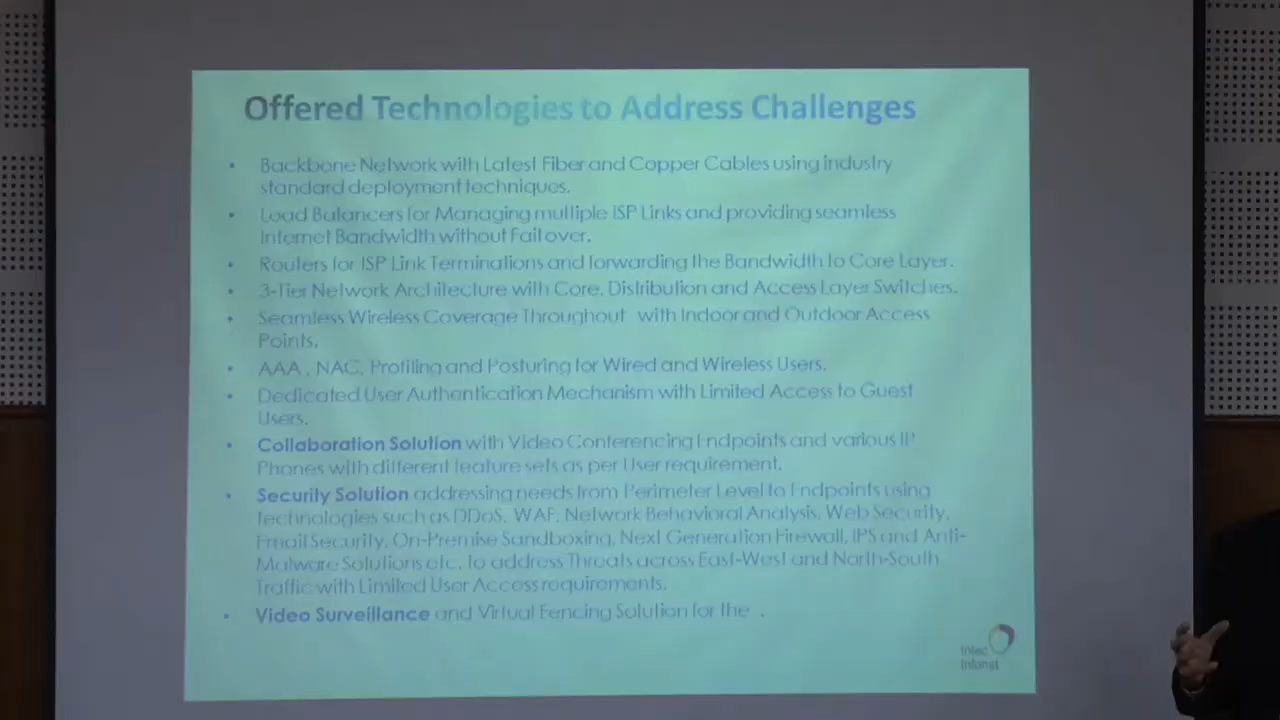 Offered Technologies to Address Challenges
• Backbone Network with Latest Fiber and Copper Cables using industry
standard deployment techniques.
• Load Balancers for Managing multiple ISP Links and providing seamless
Internet Bandwidth without Failover.
• Routers for ISP Link Terminations and forwarding the Bandwidth to Core Layer.
• 3-Tier Network Architecture with Core, Distribution and Access Layer Switches.
• Seamless Wireless Coverage Throughout with Indoor and Outdoor Access
Points.
• AAA , NAC, Profiling and Posturing for Wired and Wireless Users.
• Dedicated User Authentication Mechanism with Limited Access to Guest
Users.
• Collaboration Solution with Video Conferencing Endpoints and various IP
Phones with different feature sets as per User requirement.
• Security Solution addressing needs from Perimeter Level to Endpoints using
technologies such as DDoS, WAF, Network Behavioral Analysis, Web Security,
Email Security, On-Premise Sandboxing, Next Generation Firewall, IPS and Anti-
Malware Solutions etc. to address Threats across East-West and North-South
Traffic with Limited User Access requirements.
• Video Surveillance and Virtual Fencing Solution for the .
Intec
Infonet